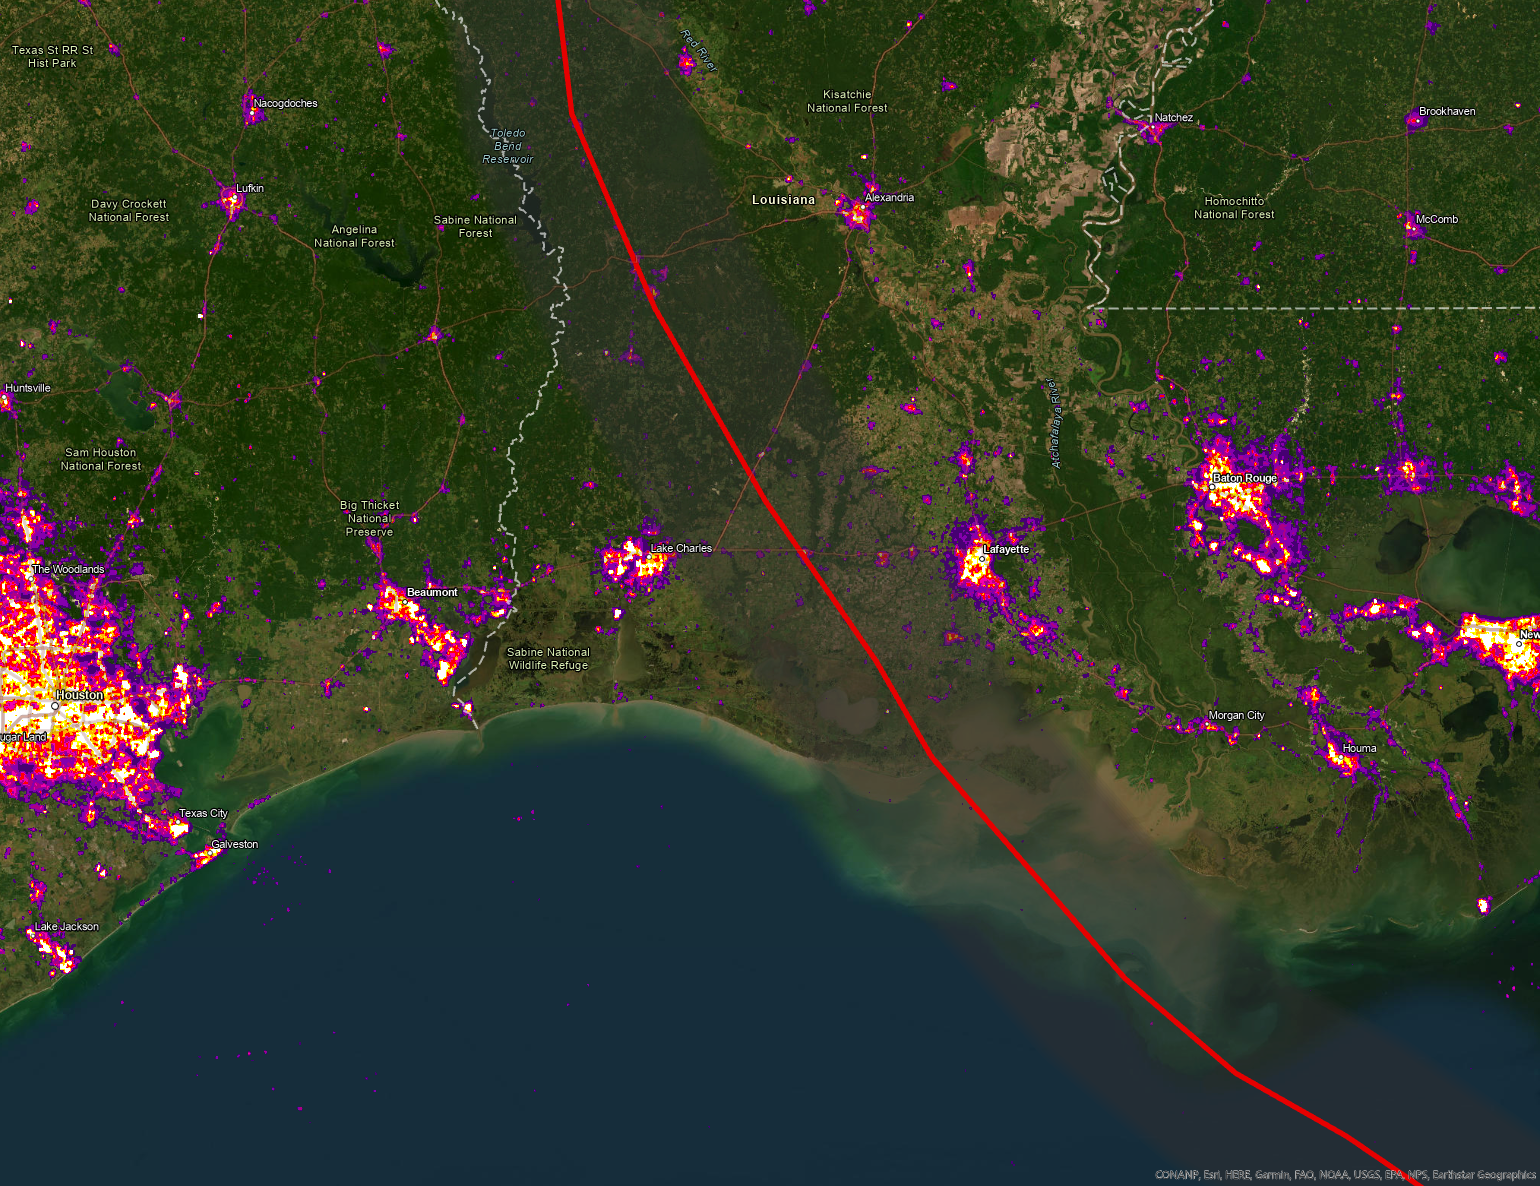 Texas St RR St
Hist Park
Red River
Kisatchie
National Forest
Nacogdoches
Natchez
Brookhaven
Toledo
Bend
Reservoir
Lufkin
Louisiana
Alexandria
Davy Crockett
National Forest
Sabine National
Forest
Homochitto
National Forest
McComb
Angelina
National Forest
Huntsville
Atchafalaya River
Sam Houston
National Forest
Baton Rouge
Big Thicket
National
Preserve
Lake Charles
Lafayette
The Woodlands
Beaumont
New
Sabine National
Wildlife Refuge
Houston
Morgan City
ugar Land
Houma
Texas City
Galveston
Lake Jackson
CONANP, Esri, HERE, Garmin, FAO, NOAA, USGS, EPA, NPS, Earthstar Geographics